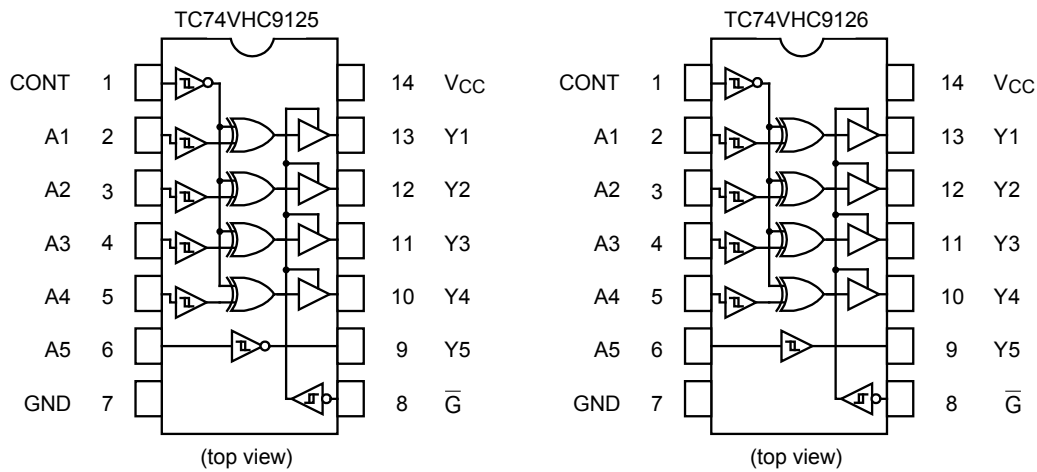 TC74VHC9125
CONT 1 14 VCC
A1 2 13 Y1
A2 3 12 Y2
A3 4 11 Y3
A4 5 10 Y4
A5 6 9 Y5
GND 7 8 G̅
(top view)
TC74VHC9126
CONT 1 14 VCC
A1 2 13 Y1
A2 3 12 Y2
A3 4 11 Y3
A4 5 10 Y4
A5 6 9 Y5
GND 7 8 G̅
(top view)